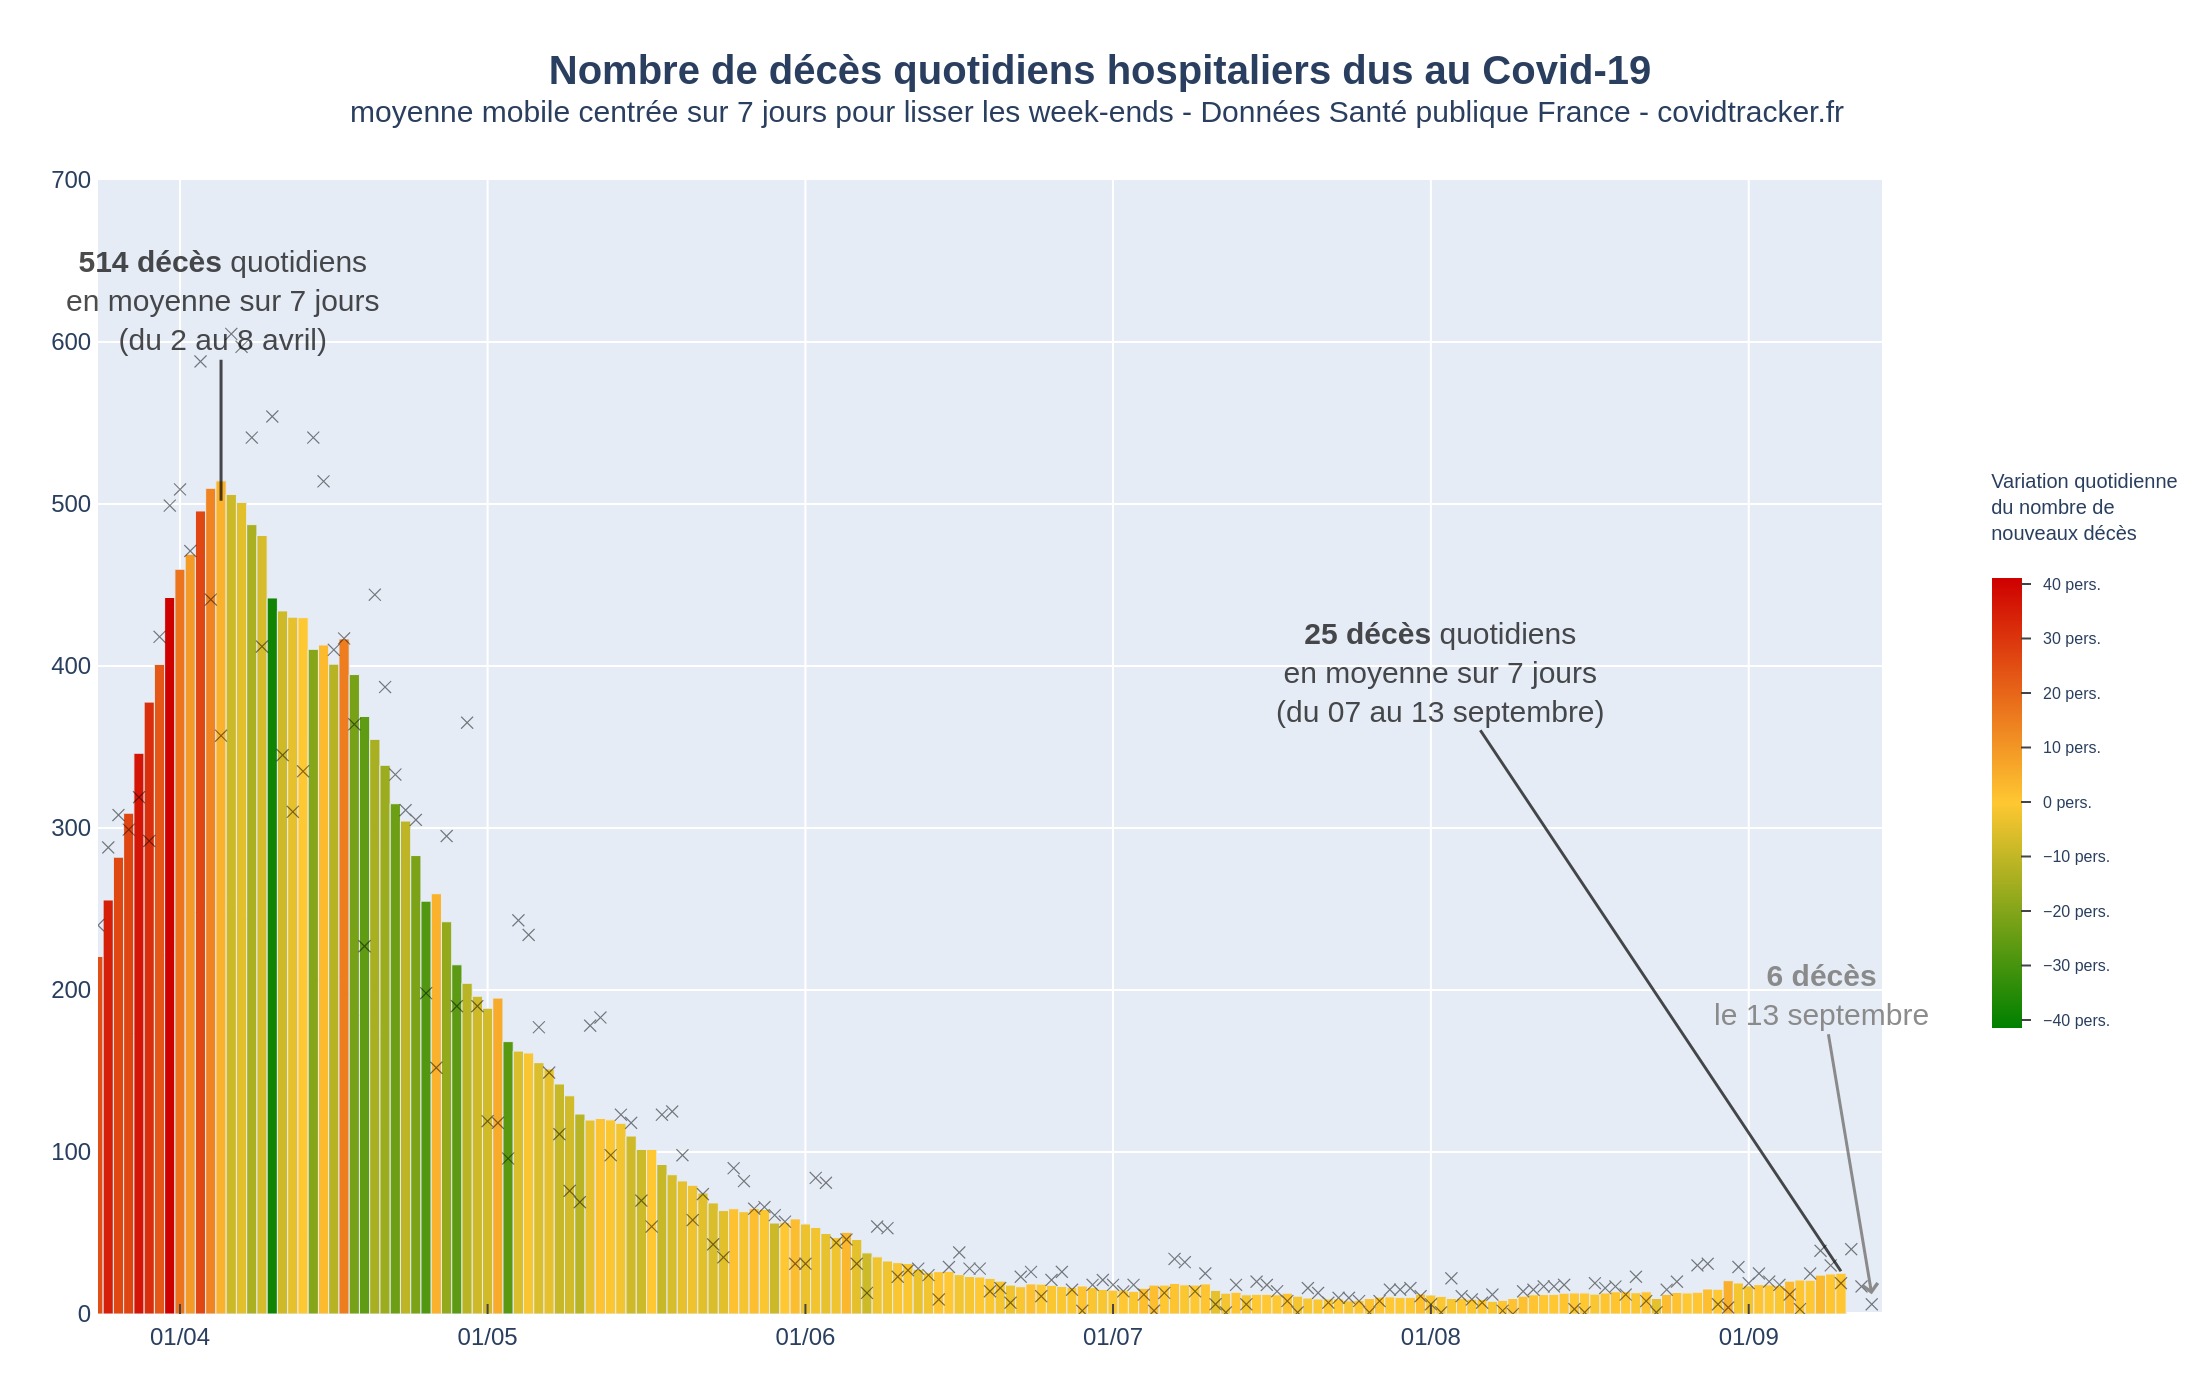 Nombre de décès quotidiens hospitaliers dus au Covid-19
moyenne mobile centrée sur 7 jours pour lisser les week-ends - Données Santé publique France - covidtracker.fr
700
600
500
400
300
200
100
0
514 décès quotidiens
en moyenne sur 7 jours
(du 2 au 8 avril)
25 décès quotidiens
en moyenne sur 7 jours
(du 07 au 13 septembre)
6 décès
le 13 septembre
01/04
01/05
01/06
01/07
01/08
01/09
Variation quotidienne
du nombre de
nouveaux décès
40 pers.
30 pers.
20 pers.
10 pers.
0 pers.
−10 pers.
−20 pers.
−30 pers.
−40 pers.